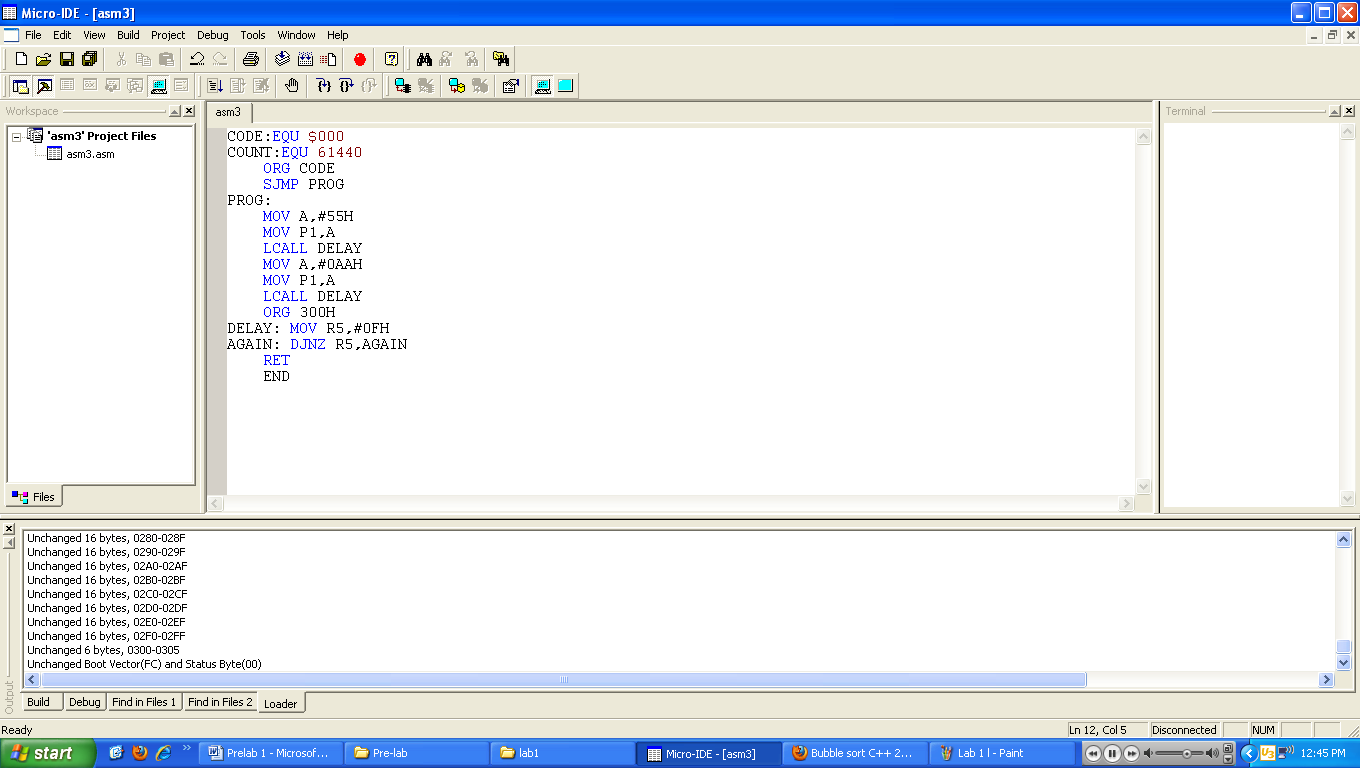 Micro-IDE - [asm3]
File Edit View Build Project Debug Tools Window Help
Workspace
'asm3' Project Files
asm3.asm
Files
asm3
CODE:EQU $000
COUNT:EQU 61440
ORG CODE
SJMP PROG
PROG:
MOV A,#55H
MOV P1,A
LCALL DELAY
MOV A,#0AAH
MOV P1,A
LCALL DELAY
ORG 300H
DELAY: MOV R5,#0FH
AGAIN: DJNZ R5,AGAIN
RET
END
Terminal
Unchanged 16 bytes, 0280-028F
Unchanged 16 bytes, 0290-029F
Unchanged 16 bytes, 02A0-02AF
Unchanged 16 bytes, 02B0-02BF
Unchanged 16 bytes, 02C0-02CF
Unchanged 16 bytes, 02D0-02DF
Unchanged 16 bytes, 02E0-02EF
Unchanged 16 bytes, 02F0-02FF
Unchanged 6 bytes, 0300-0305
Unchanged Boot Vector(FC) and Status Byte(00)
Output
Build Debug Find in Files 1 Find in Files 2 Loader
Ready Ln 12, Col 5 Disconnected NUM
start Prelab 1 - Microsof... Pre-lab lab1 Micro-IDE - [asm3] Bubble sort C++ 2... Lab 1 l - Paint 12:45 PM